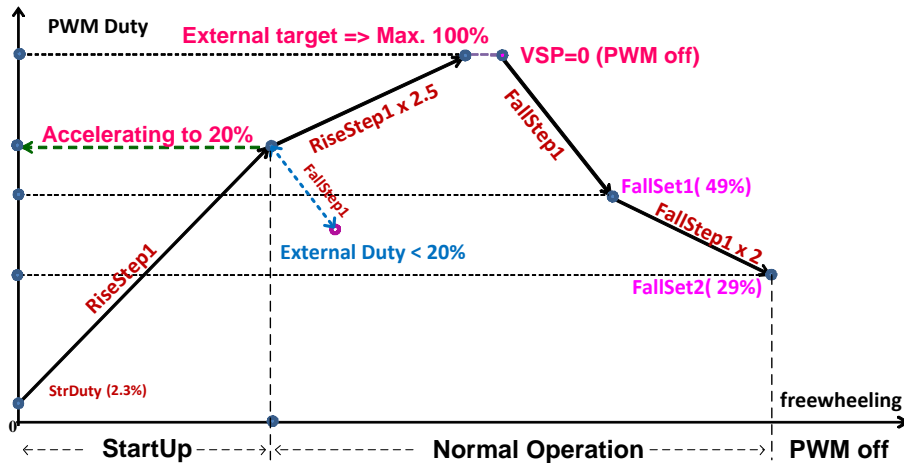 PWM Duty
External target => Max. 100%
VSP=0 (PWM off)
RiseStep1 x 2.5
FallStep1
Accelerating to 20%
FallStep1
FallSet1( 49%)
External Duty < 20%
FallStep1 x 2
RiseStep1
FallSet2( 29%)
StrDuty (2.3%)
freewheeling
0
StartUp
Normal Operation
PWM off